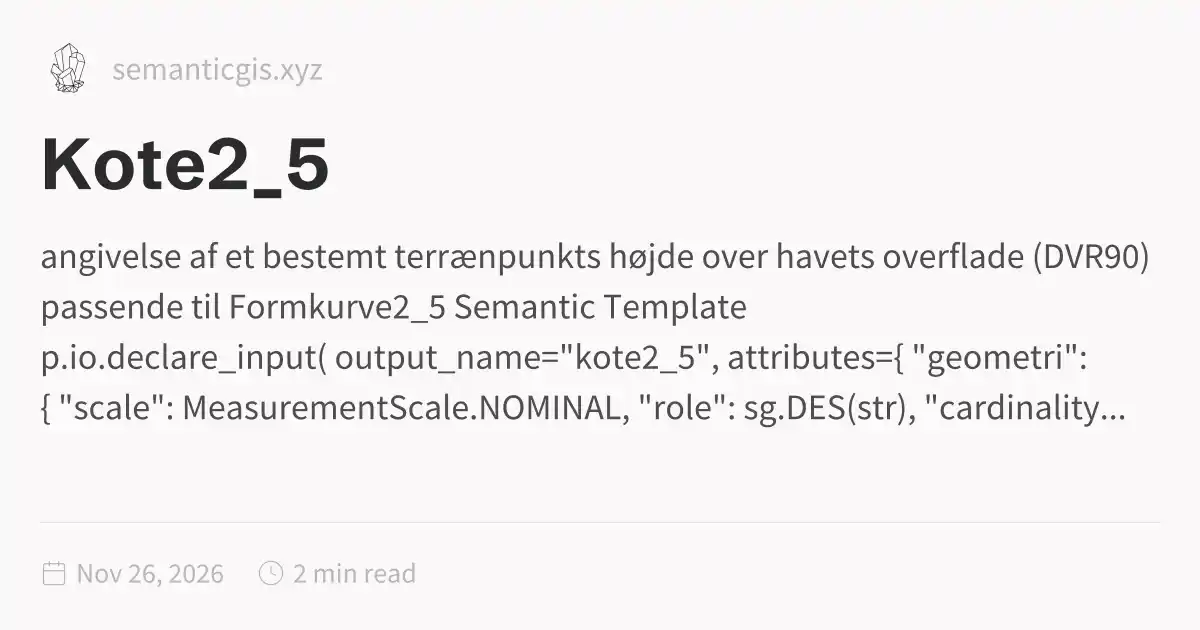 semanticgis.xyz
Kote2_5
angivelse af et bestemt terrænpunkts højde over havets overflade (DVR90)
passende til Formkurve2_5 Semantic Template
p.io.declare_input( output_name="kote2_5", attributes={ "geometri":
{ "scale": MeasurementScale.NOMINAL, "role": sg.DES(str), "cardinality...
Nov 26, 2026 2 min read